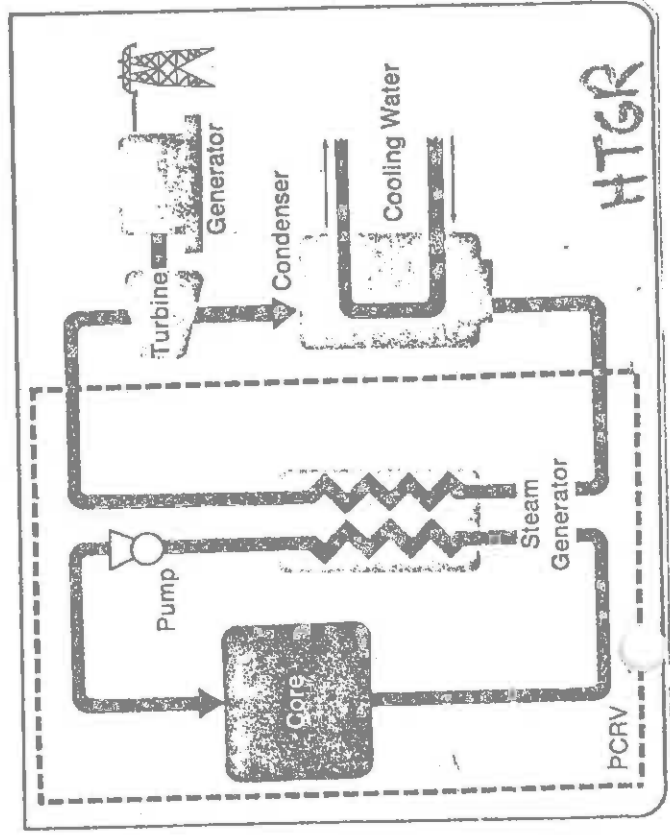 Generator
Turbine
Condenser
Cooling Water
Pump
Steam
Generator
Core
PCRV
HTGR